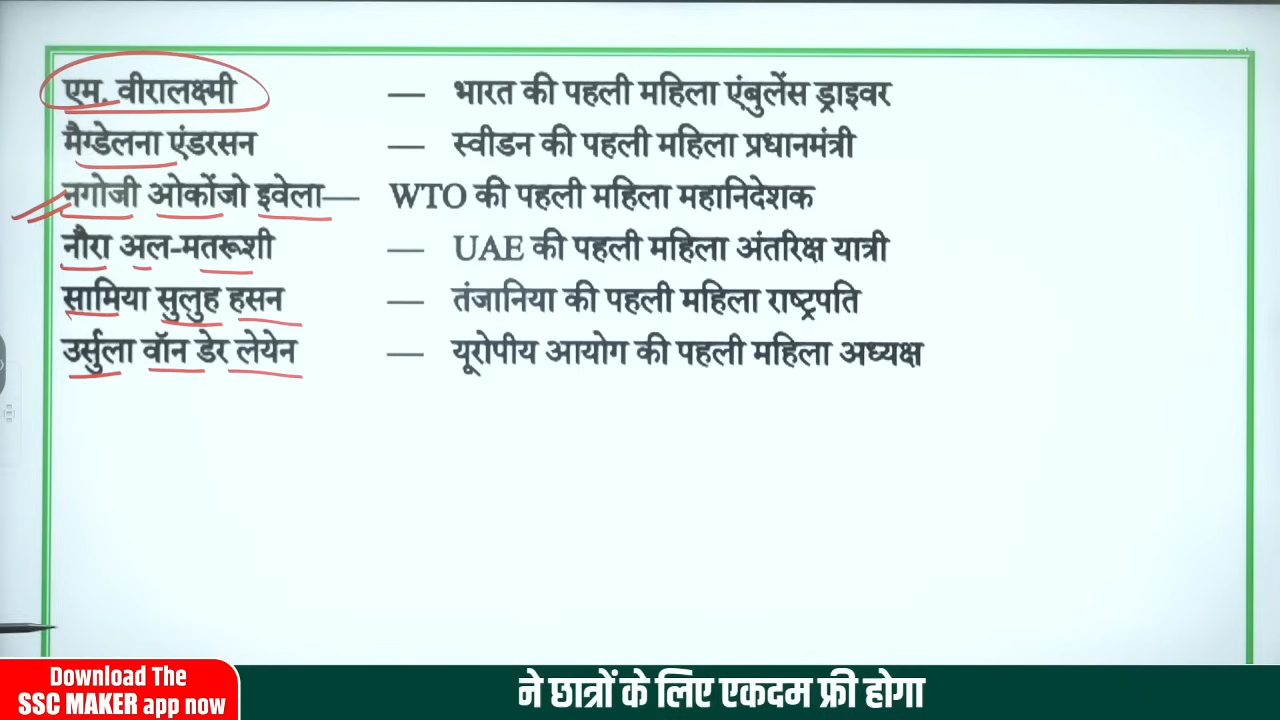 एम. वीरालक्ष्मी — भारत की पहली महिला एंबुलेंस ड्राइवर
मैग्डेलना एंडरसन — स्वीडन की पहली महिला प्रधानमंत्री
नगोजी ओकोंजो इवेला— WTO की पहली महिला महानिदेशक
नौरा अल-मतरूशी — UAE की पहली महिला अंतरिक्ष यात्री
सामिया सुलुह हसन — तंजानिया की पहली महिला राष्ट्रपति
उर्सुला वॉन डेर लेयेन — यूरोपीय आयोग की पहली महिला अध्यक्ष
Download The
SSC MAKER app now
ने छात्रों के लिए एकदम फ्री होगा